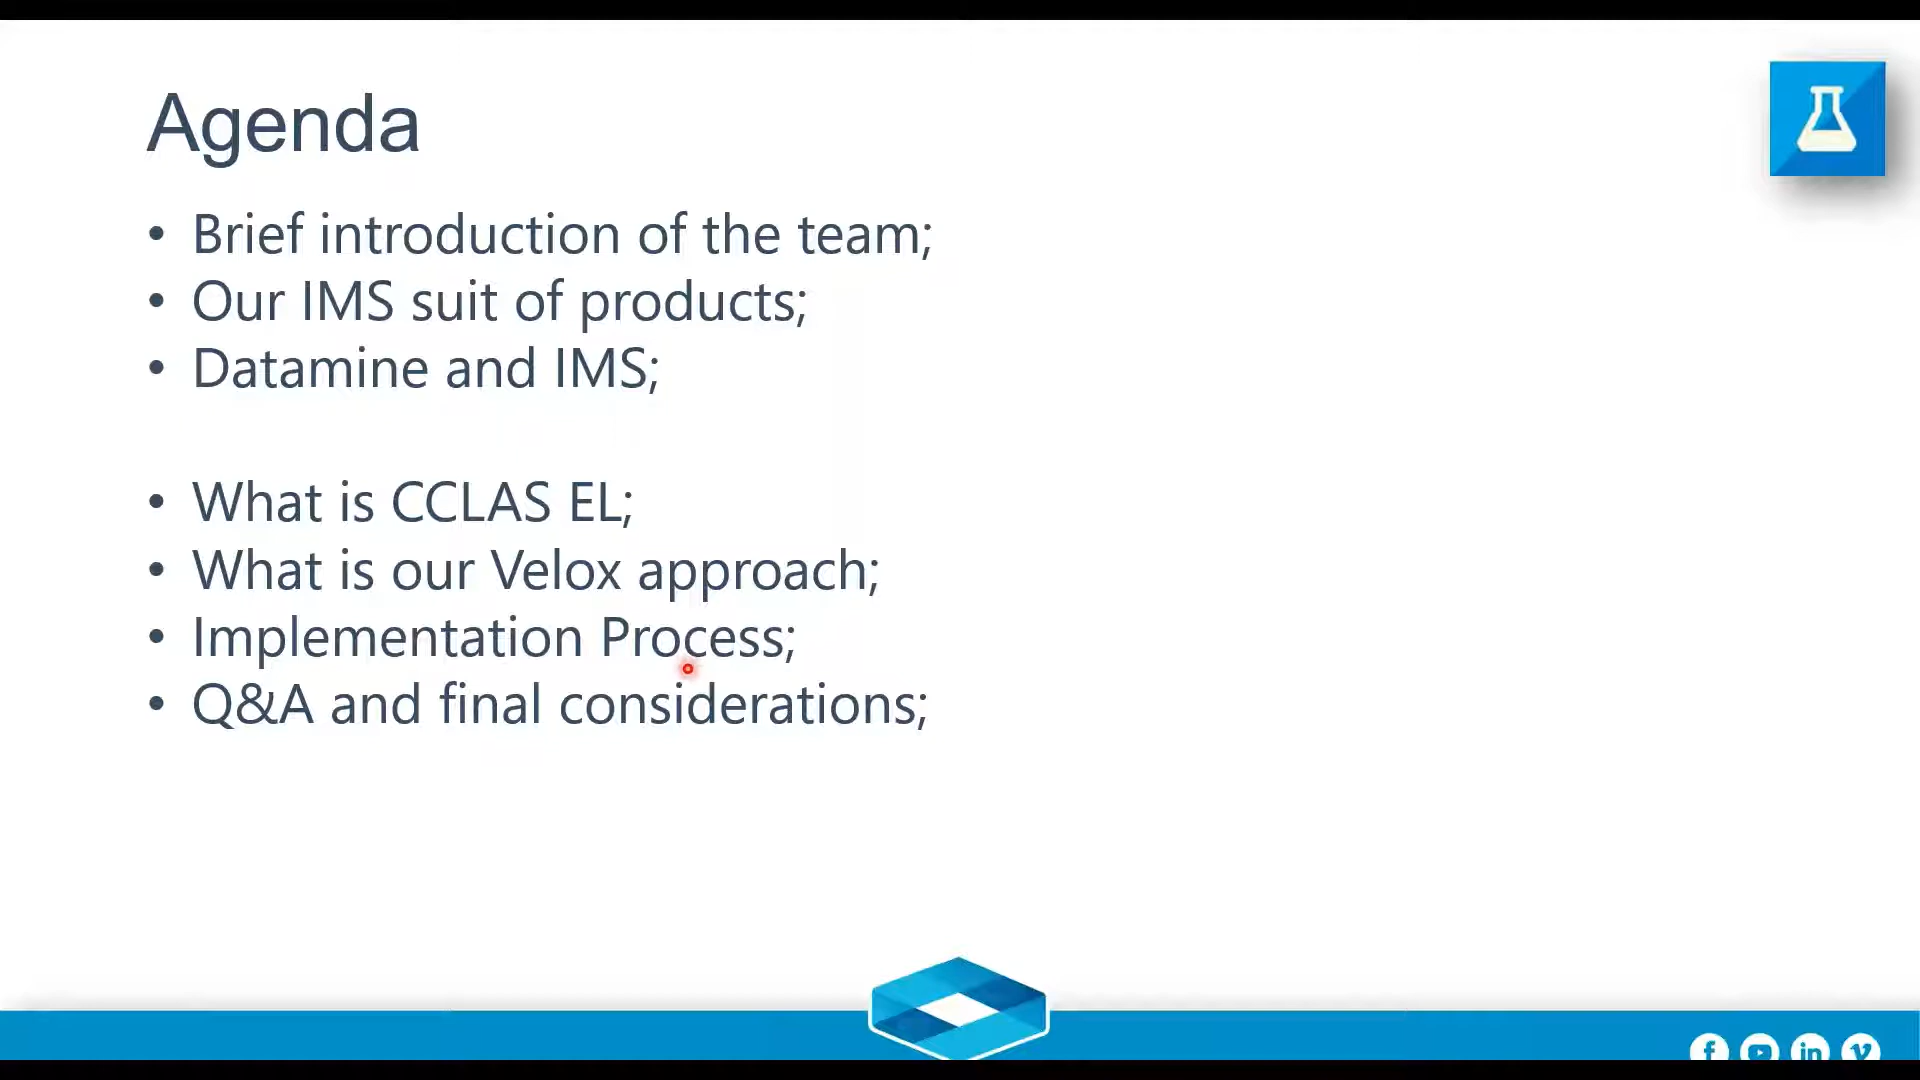 Agenda
• Brief introduction of the team;
• Our IMS suit of products;
• Datamine and IMS;
• What is CCLAS EL;
• What is our Velox approach;
• Implementation Process;
• Q&A and final considerations;